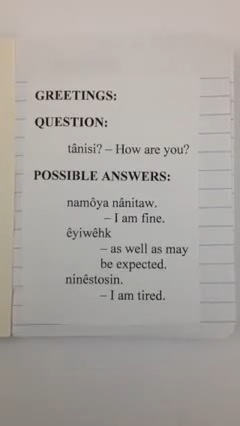 GREETINGS:
QUESTION:
tânisi? – How are you?
POSSIBLE ANSWERS:
namôya nânitaw.
– I am fine.
êyiwêhk
– as well as may
be expected.
ninêstosin.
– I am tired.